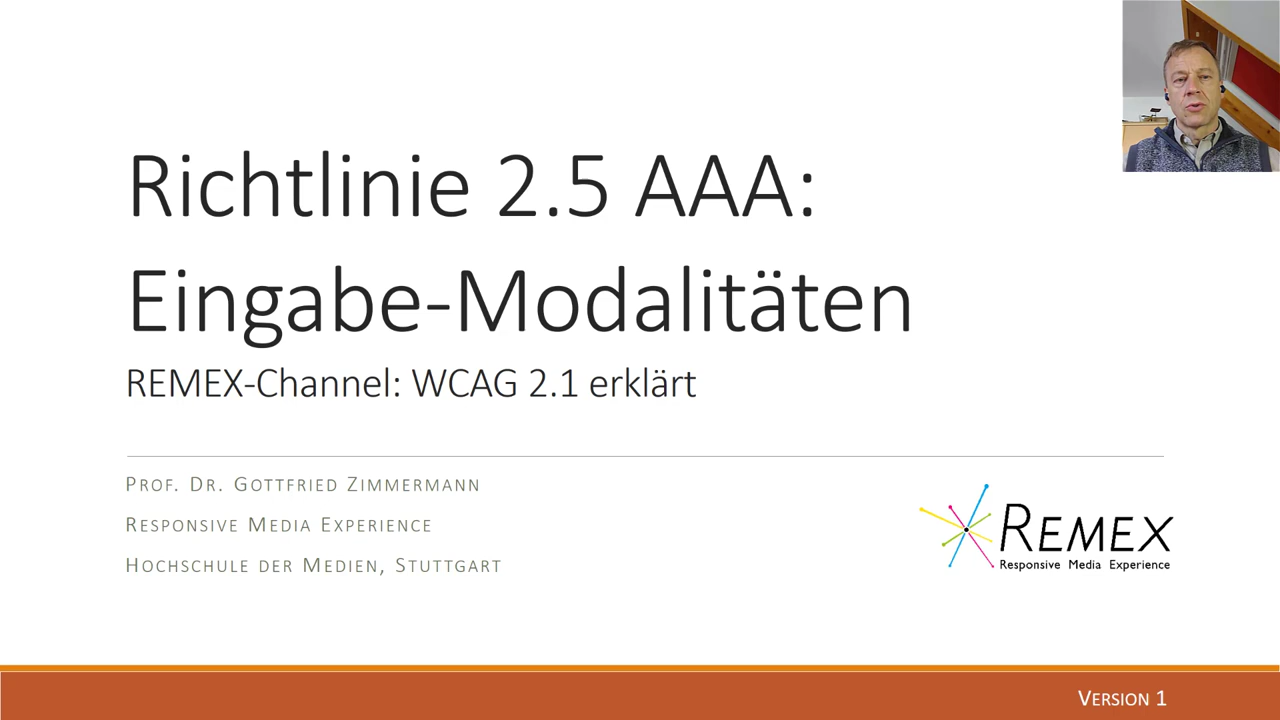 Richtlinie 2.5 AAA:
Eingabe-Modalitäten
REMEX-Channel: WCAG 2.1 erklärt
Prof. Dr. Gottfried Zimmermann
Responsive Media Experience
Hochschule der Medien, Stuttgart
REMEX
Responsive Media Experience
Version 1